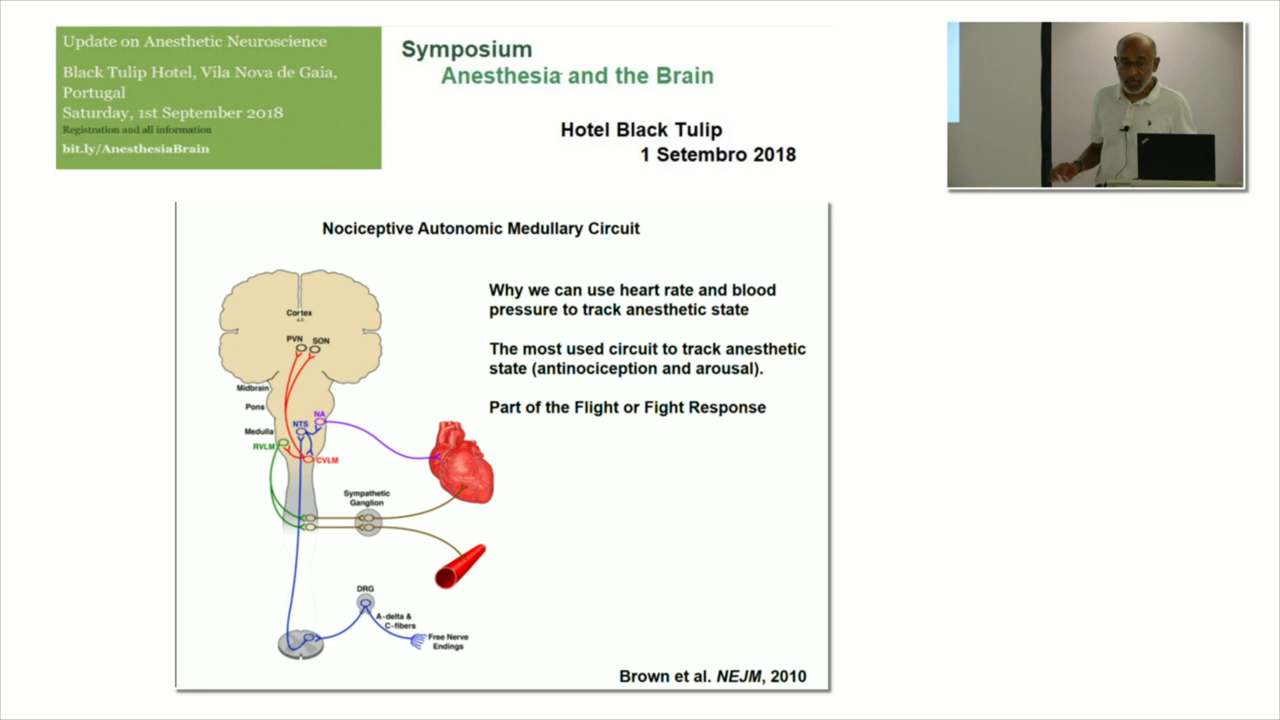 Update on Anesthetic Neuroscience
Black Tulip Hotel, Vila Nova de Gaia,
Portugal
Saturday, 1st September 2018
Registration and all information
bit.ly/AnesthesiaBrain
Symposium
Anesthesia and the Brain
Hotel Black Tulip
1 Setembro 2018
Nociceptive Autonomic Medullary Circuit
Why we can use heart rate and blood
pressure to track anesthetic state
The most used circuit to track anesthetic
state (antinociception and arousal).
Part of the Flight or Fight Response
Cortex
PVN
SON
Midbrain
Pons
NA
NTS
Medulla
RVLM
CVLM
Sympathetic
Ganglion
DRG
A-delta &
C-fibers
Free Nerve
Endings
Brown et al. NEJM, 2010